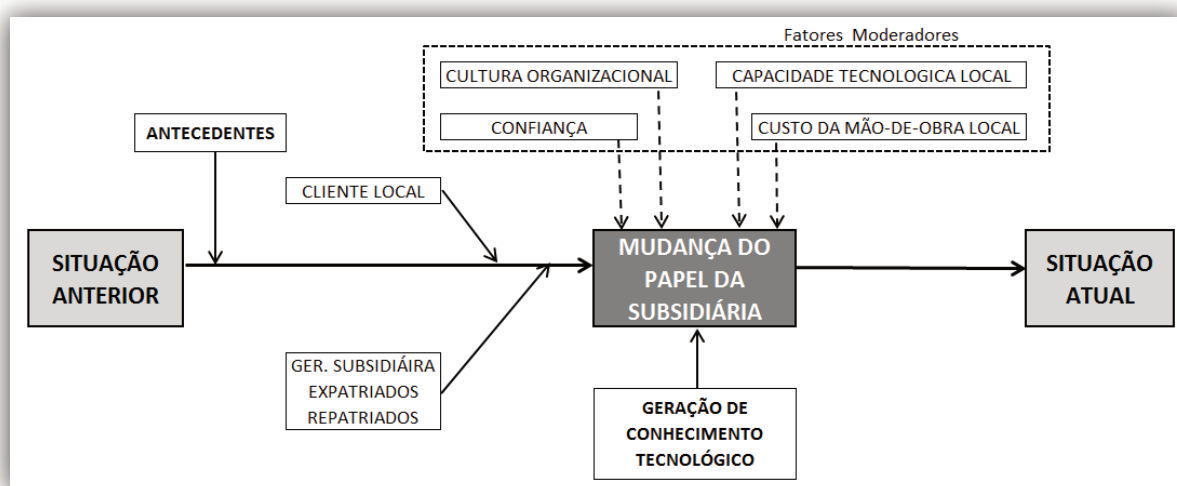 Fatores Moderadores
CULTURA ORGANIZACIONAL
CAPACIDADE TECNOLOGICA LOCAL
CONFIANÇA
CUSTO DA MÃO-DE-OBRA LOCAL
ANTECEDENTES
CLIENTE LOCAL
SITUAÇÃO
ANTERIOR
MUDANÇA DO
PAPEL DA
SUBSIDIÁRIA
SITUAÇÃO
ATUAL
GER. SUBSIDIÁIRA
EXPATRIADOS
REPATRIADOS
GERAÇÃO DE
CONHECIMENTO
TECNOLÓGICO